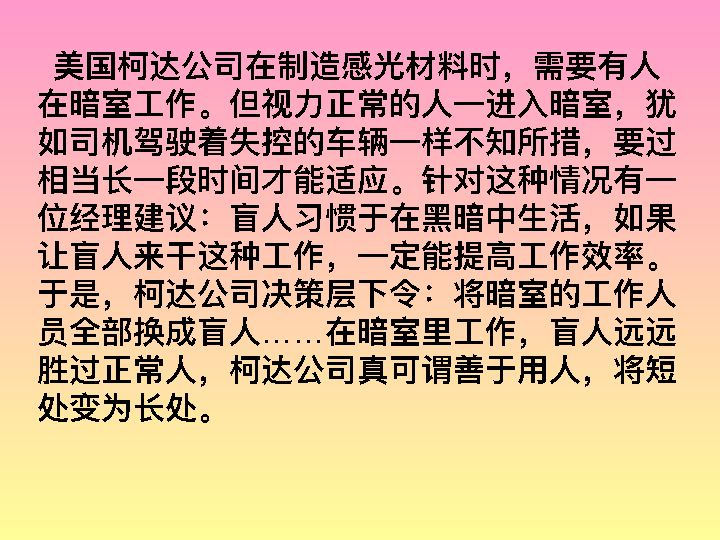 美国柯达公司在制造感光材料时，需要有人
在暗室工作。但视力正常的人一进入暗室，犹
如司机驾驶着失控的车辆一样不知所措，要过
相当长一段时间才能适应。针对这种情况有一
位经理建议：盲人习惯于在黑暗中生活，如果
让盲人来干这种工作，一定能提高工作效率。
于是，柯达公司决策层下令：将暗室的工作人
员全部换成盲人……在暗室里工作，盲人远远
胜过正常人，柯达公司真可谓善于用人，将短
处变为长处。